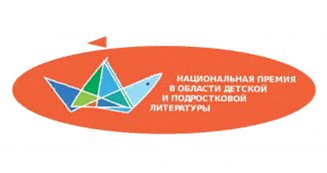 НАЦИОНАЛЬНАЯ ПРЕМИЯ
В ОБЛАСТИ ДЕТСКОЙ
И ПОДРОСТКОВОЙ
ЛИТЕРАТУРЫ